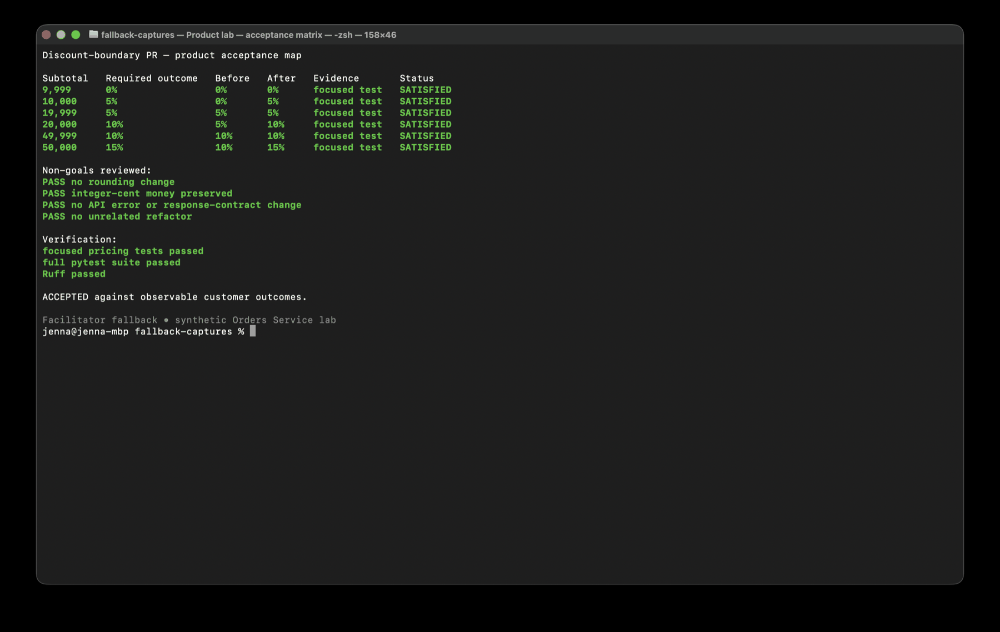 fallback-captures — Product lab — acceptance matrix — -zsh — 158×46
Discount-boundary PR — product acceptance map
Subtotal   Required outcome   Before   After   Evidence       Status
9,999      0%                 0%       0%      focused test   SATISFIED
10,000     5%                 0%       5%      focused test   SATISFIED
19,999     5%                 5%       5%      focused test   SATISFIED
20,000     10%                5%       10%     focused test   SATISFIED
49,999     10%                10%      10%     focused test   SATISFIED
50,000     15%                10%      15%     focused test   SATISFIED
Non-goals reviewed:
PASS no rounding change
PASS integer-cent money preserved
PASS no API error or response-contract change
PASS no unrelated refactor
Verification:
focused pricing tests passed
full pytest suite passed
Ruff passed
ACCEPTED against observable customer outcomes.
Facilitator fallback • synthetic Orders Service lab
jenna@jenna-mbp fallback-captures %